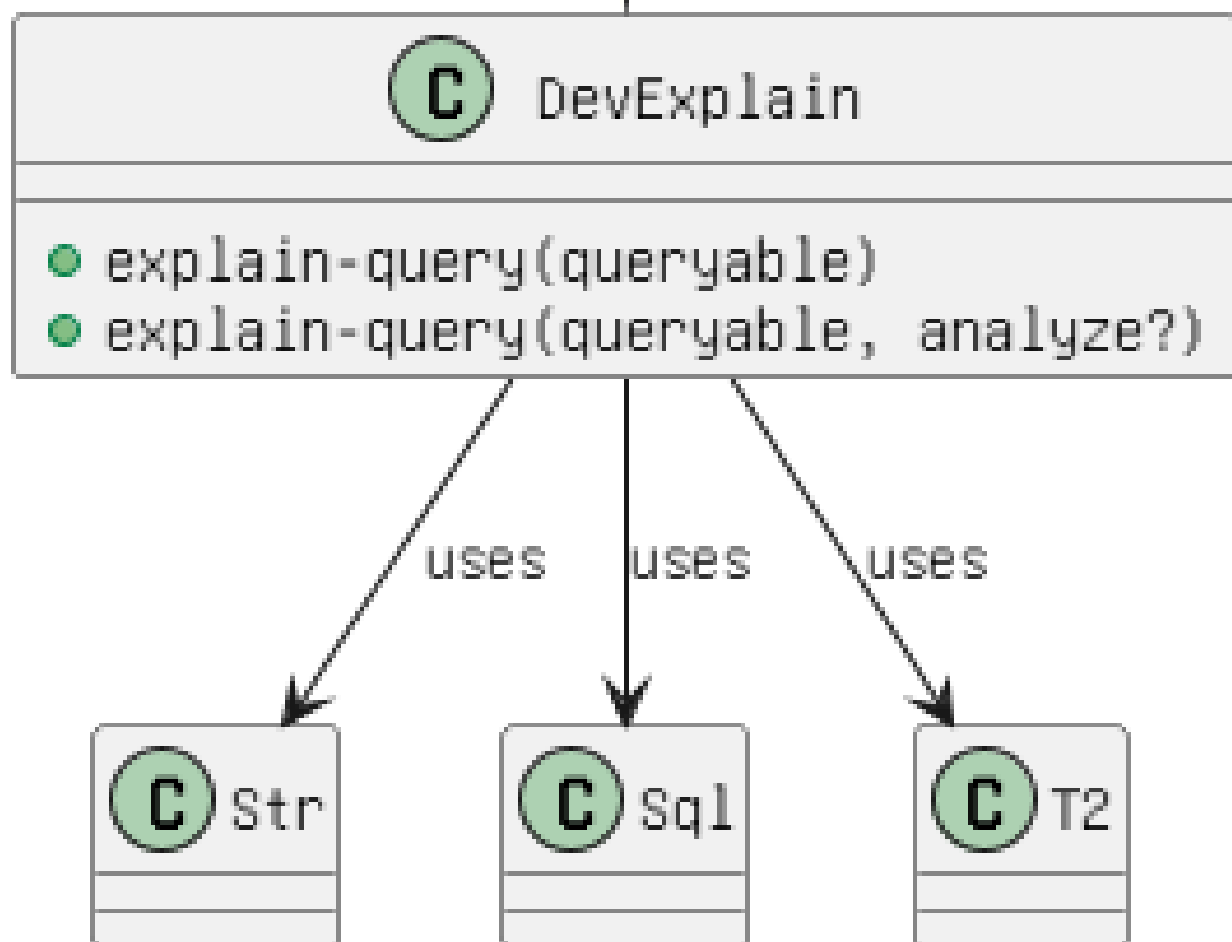 C DevExplain
explain-query(queryable)
explain-query(queryable, analyze?)
uses uses uses
C Str
C Sql
C T2